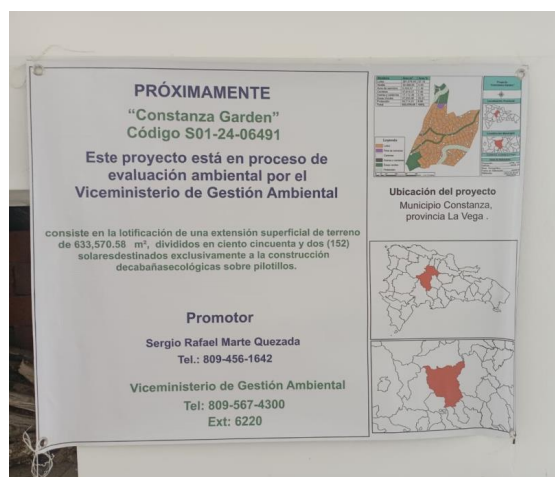 PRÓXIMAMENTE
“Constanza Garden”
Código S01-24-06491
Este proyecto está en proceso de
evaluación ambiental por el
Viceministerio de Gestión Ambiental
consiste en la lotificación de una extensión superficial de terreno
de 633,570.58 m², divididos en ciento cincuenta y dos (152)
solaresdestinados exclusivamente a la construcción
decabañasecológicas sobre pilotillos.
Promotor
Sergio Rafael Marte Quezada
Tel.: 809-456-1642
Viceministerio de Gestión Ambiental
Tel: 809-567-4300
Ext: 6220
Leyenda
Ubicación del proyecto
Municipio Constanza,
provincia La Vega .